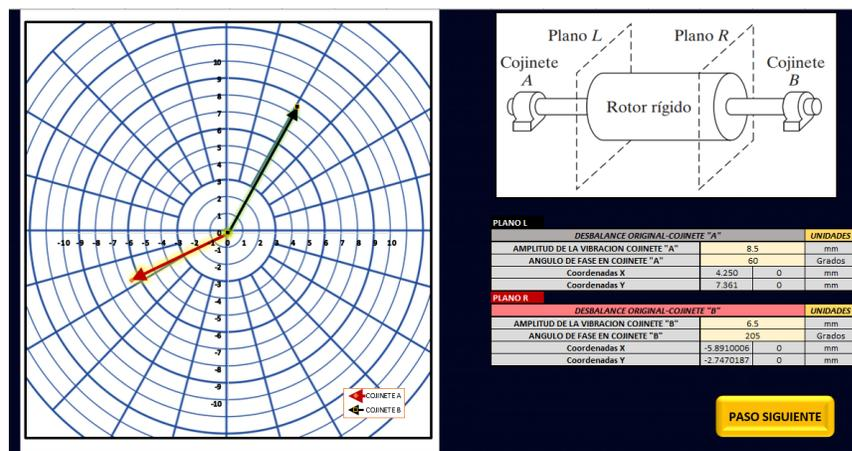 10
9
8
7
6
5
4
3
2
1
0
-10 -9 -8 -7 -6 -5 -4 -3 -2 -1 0 1 2 3 4 5 6 7 8 9 10
-1
-2
-3
-4
-5
-6
-7
-8
-9
-10
COJINETE A
COJINETE B
Plano L
Plano R
Cojinete
A
Cojinete
B
Rotor rígido
PLANO L
DESBALANCE ORIGINAL-COJINETE "A" UNIDADES
AMPLITUD DE LA VIBRACION COJINETE "A" 8.5 mm
ANGULO DE FASE EN COJINETE "A" 60 Grados
Coordenadas X 4.250 0 mm
Coordenadas Y 7.361 0 mm
PLANO R
DESBALANCE ORIGINAL-COJINETE "B" UNIDADES
AMPLITUD DE LA VIBRACION COJINETE "B" 6.5 mm
ANGULO DE FASE EN COJINETE "B" 205 Grados
Coordenadas X -5.8910006 0 mm
Coordenadas Y -2.7470187 0 mm
PASO SIGUIENTE